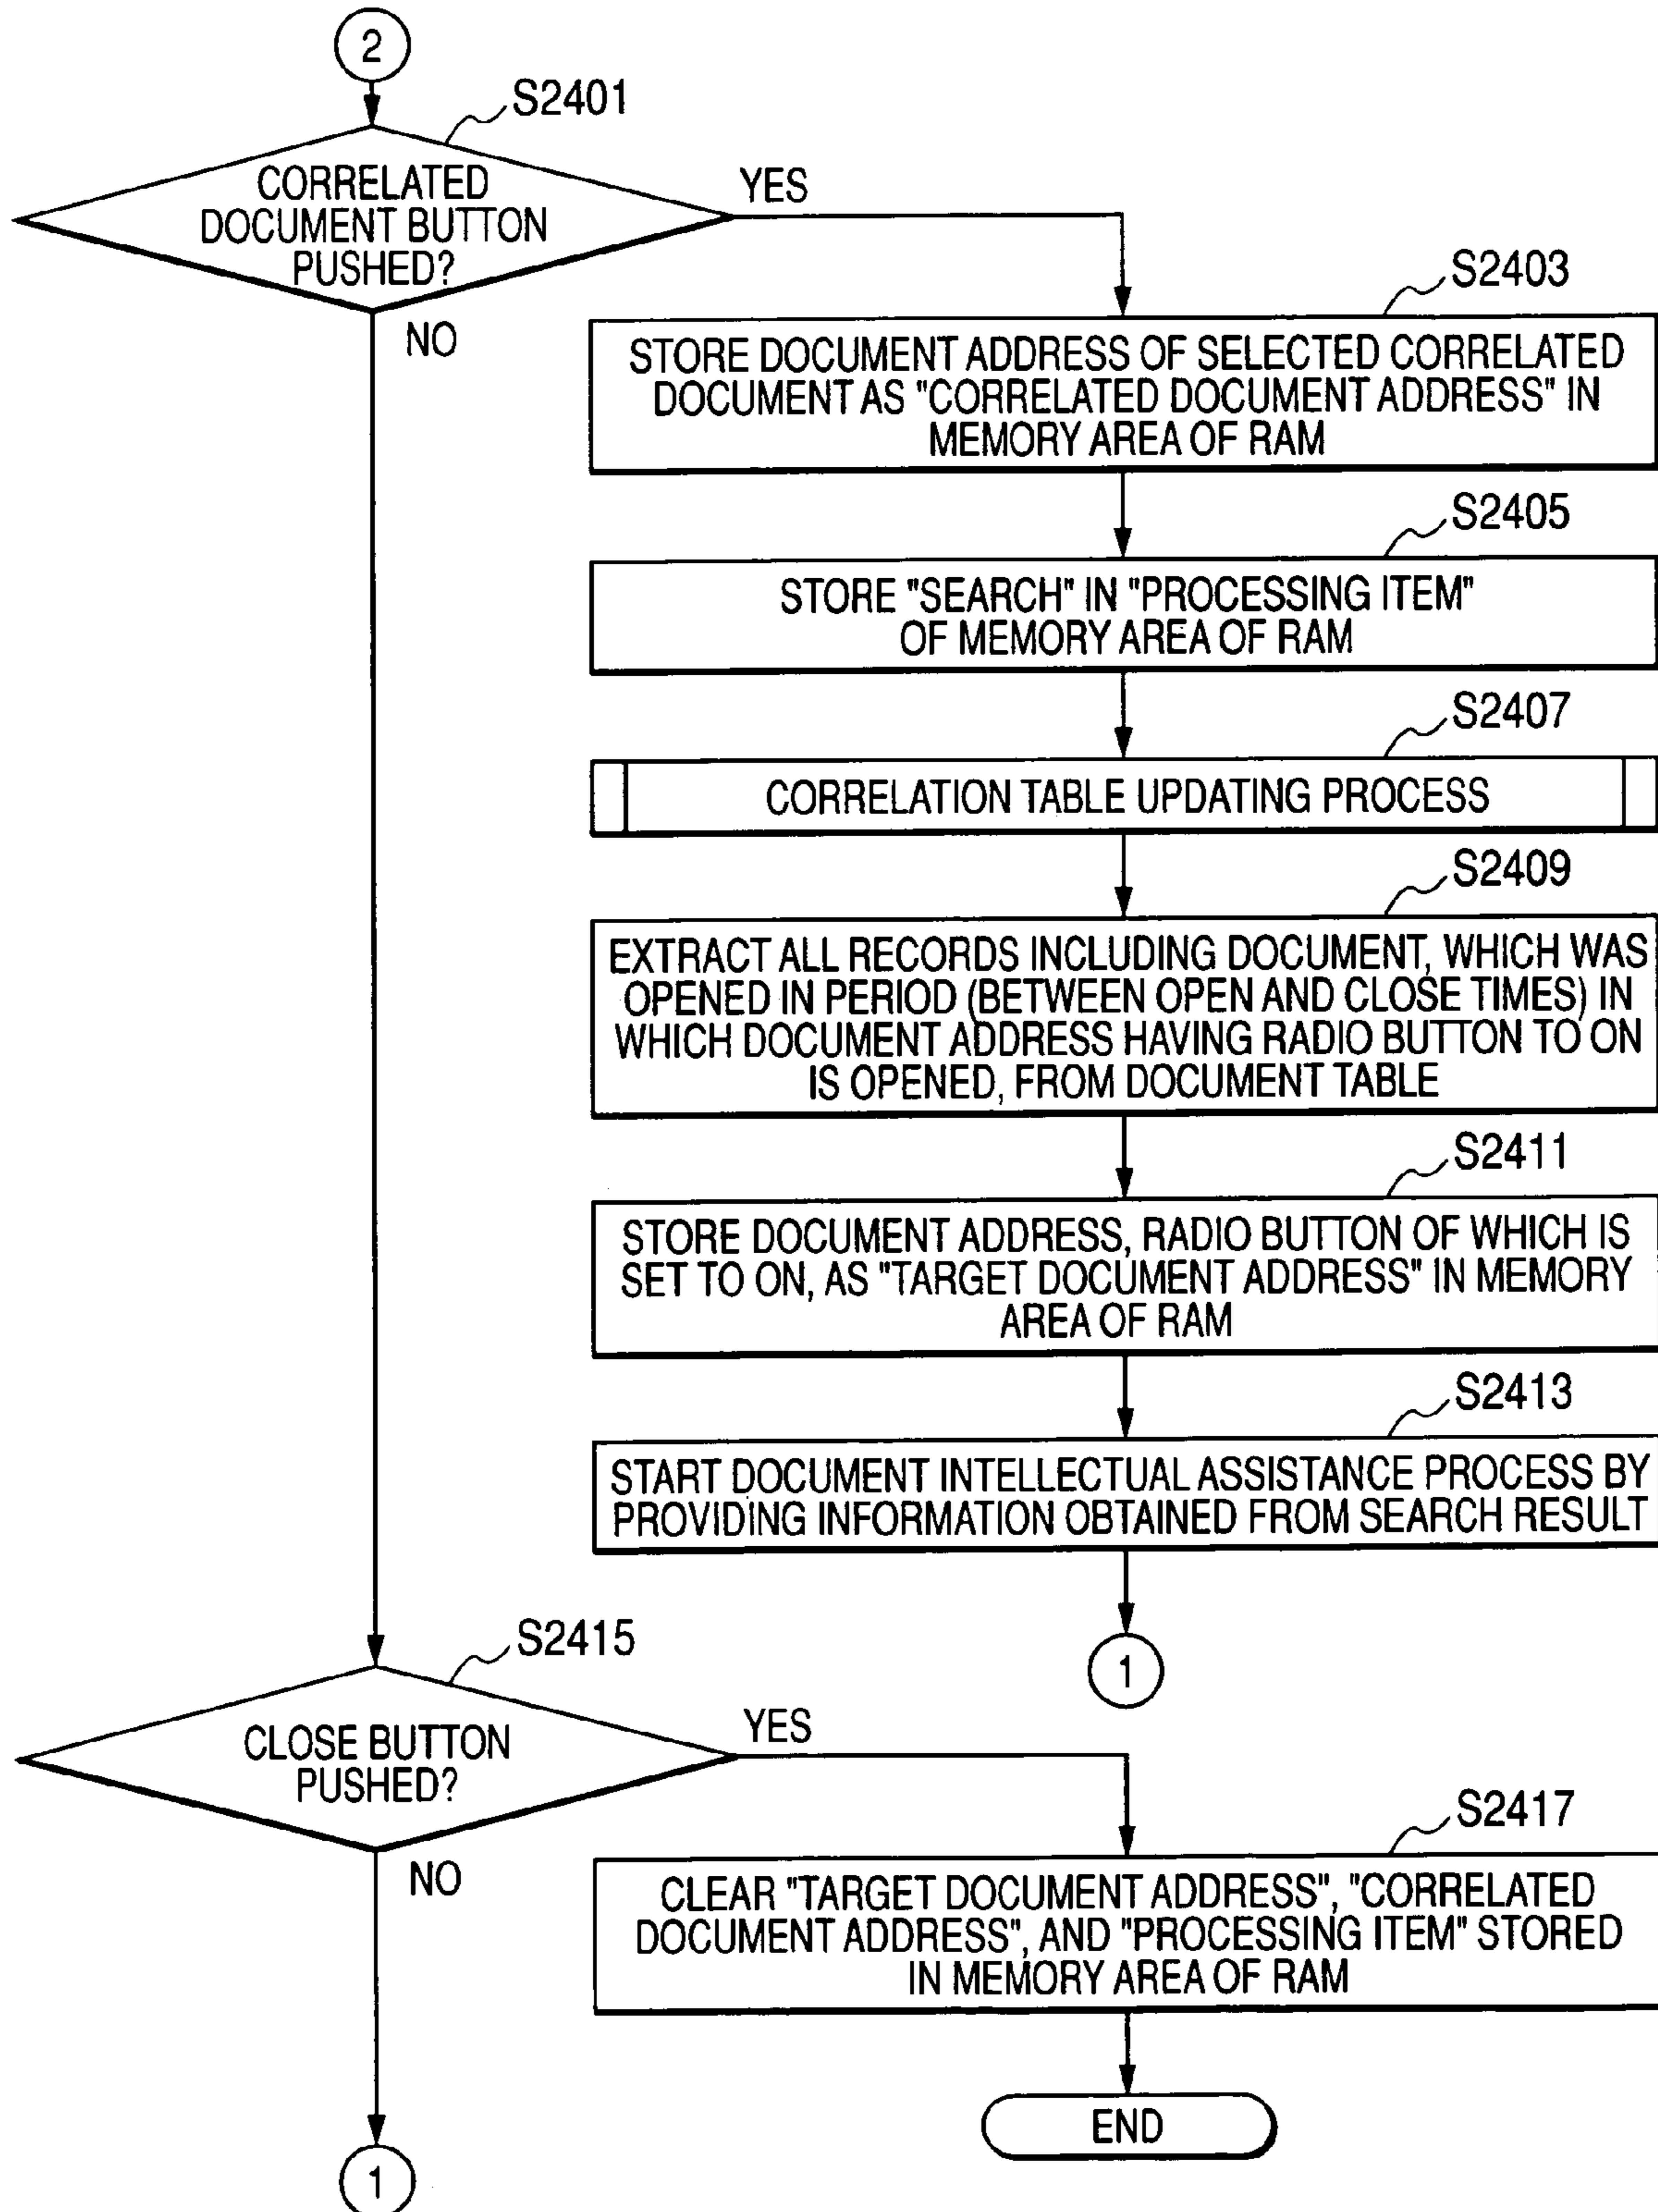 2
S2401
CORRELATED
DOCUMENT BUTTON
PUSHED?
YES
NO
S2403
STORE DOCUMENT ADDRESS OF SELECTED CORRELATED
DOCUMENT AS "CORRELATED DOCUMENT ADDRESS" IN
MEMORY AREA OF RAM
S2405
STORE "SEARCH" IN "PROCESSING ITEM"
OF MEMORY AREA OF RAM
S2407
CORRELATION TABLE UPDATING PROCESS
S2409
EXTRACT ALL RECORDS INCLUDING DOCUMENT, WHICH WAS
OPENED IN PERIOD (BETWEEN OPEN AND CLOSE TIMES) IN
WHICH DOCUMENT ADDRESS HAVING RADIO BUTTON TO ON
IS OPENED, FROM DOCUMENT TABLE
S2411
STORE DOCUMENT ADDRESS, RADIO BUTTON OF WHICH IS
SET TO ON, AS "TARGET DOCUMENT ADDRESS" IN MEMORY
AREA OF RAM
S2413
START DOCUMENT INTELLECTUAL ASSISTANCE PROCESS BY
PROVIDING INFORMATION OBTAINED FROM SEARCH RESULT
1
S2415
CLOSE BUTTON
PUSHED?
YES
NO
S2417
CLEAR "TARGET DOCUMENT ADDRESS", "CORRELATED
DOCUMENT ADDRESS", AND "PROCESSING ITEM" STORED
IN MEMORY AREA OF RAM
END
1